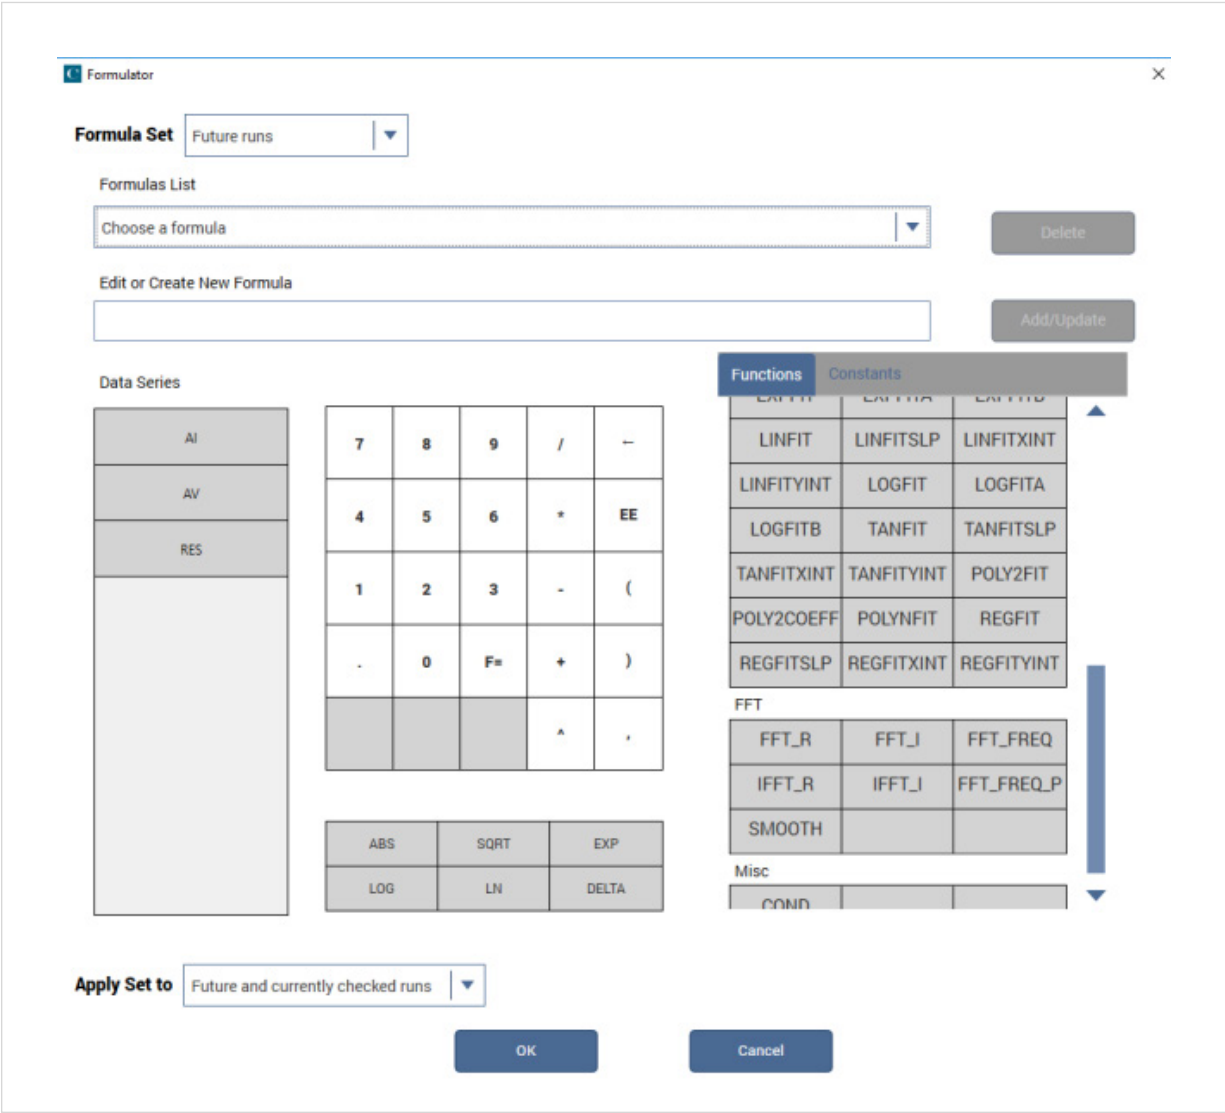 Formulator
Formula Set Future runs
Formulas List
Choose a formula
Delete
Edit or Create New Formula
Add/Update
Functions Constants
Data Series
AI
AV
RES
7 8 9 / ←
4 5 6 * EE
1 2 3 - (
. 0 F= + )
^ ,
ABS SQRT EXP
LOG LN DELTA
LINFIT LINFITSLP LINFITXINT
LINFITYINT LOGFIT LOGFITA
LOGFITB TANFIT TANFITSLP
TANFITXINT TANFITYINT POLY2FIT
POLY2COEFF POLYNFIT REGFIT
REGFITSLP REGFITXINT REGFITYINT
FFT
FFT_R FFT_I FFT_FREQ
IFFT_R IFFT_I FFT_FREQ_P
SMOOTH
Misc
COND
Apply Set to Future and currently checked runs
OK Cancel